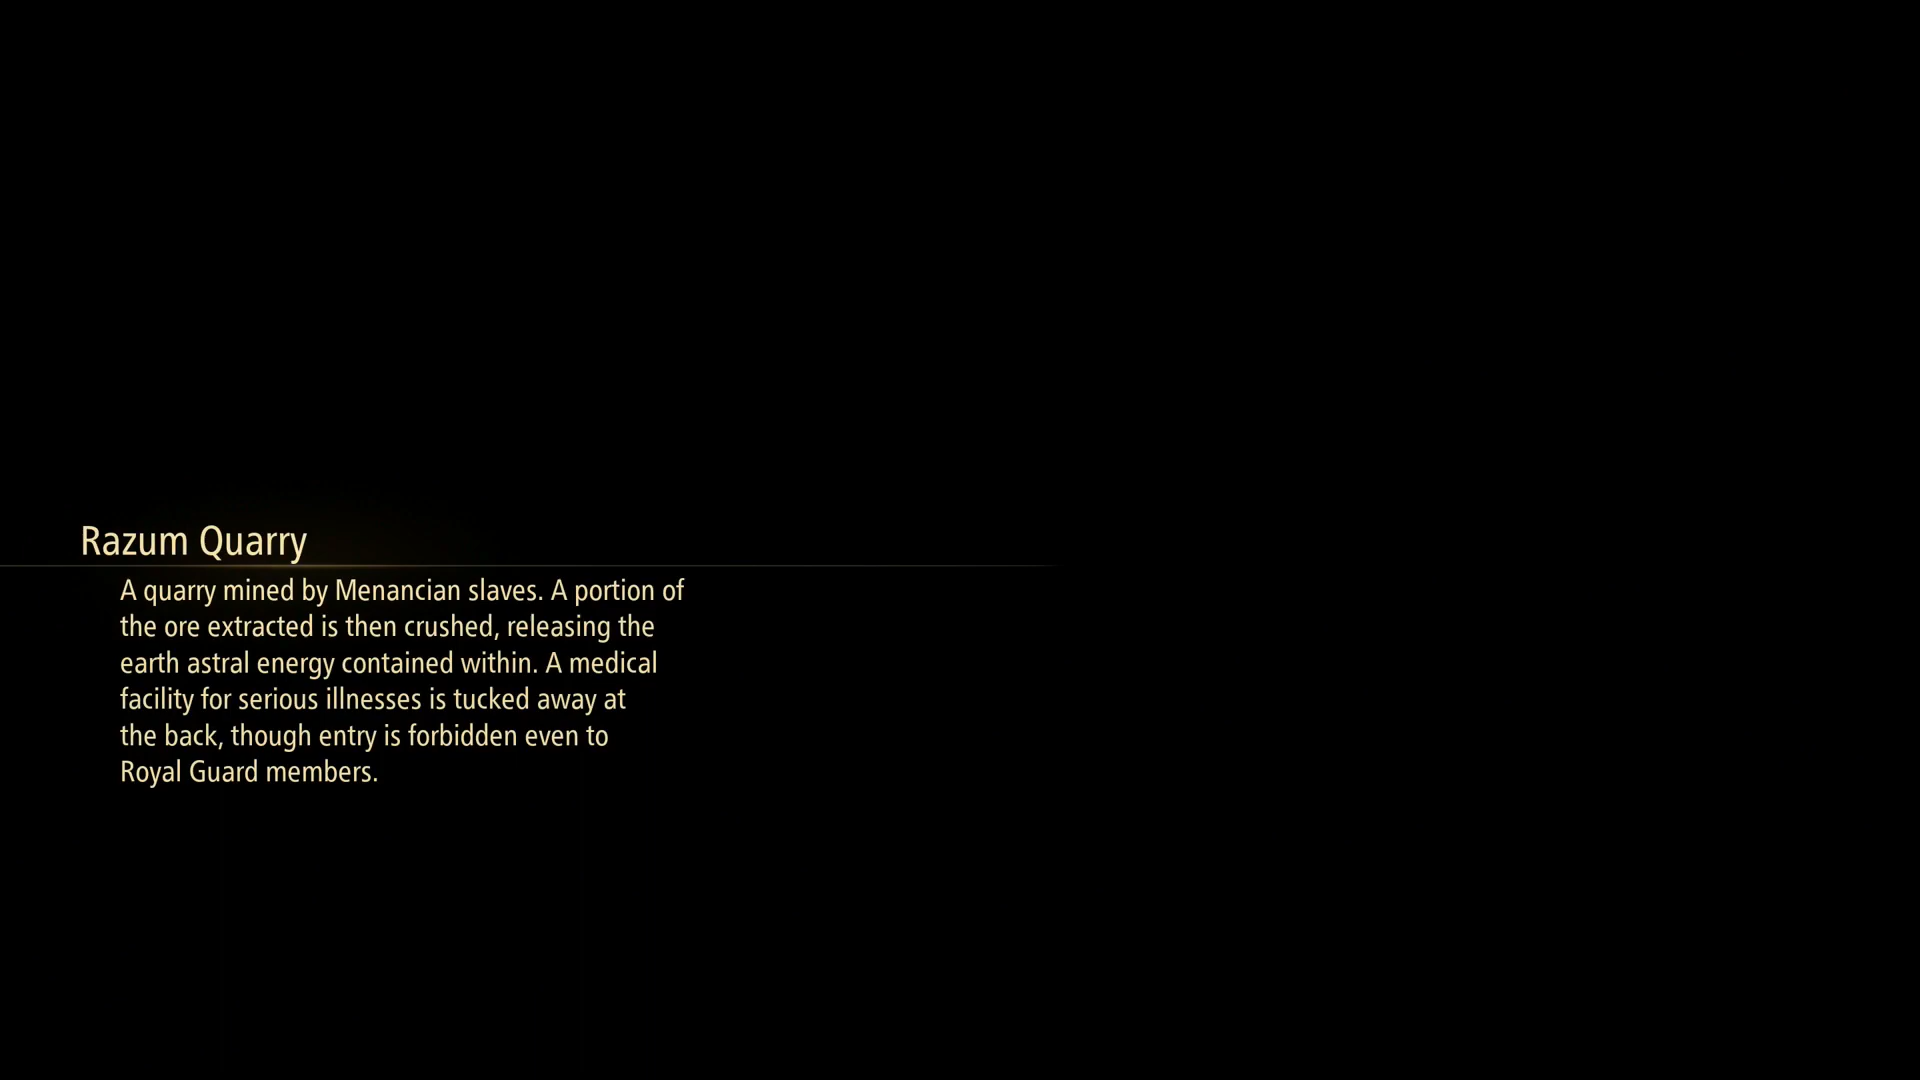 Razum Quarry
A quarry mined by Menancian slaves. A portion of
the ore extracted is then crushed, releasing the
earth astral energy contained within. A medical
facility for serious illnesses is tucked away at
the back, though entry is forbidden even to
Royal Guard members.